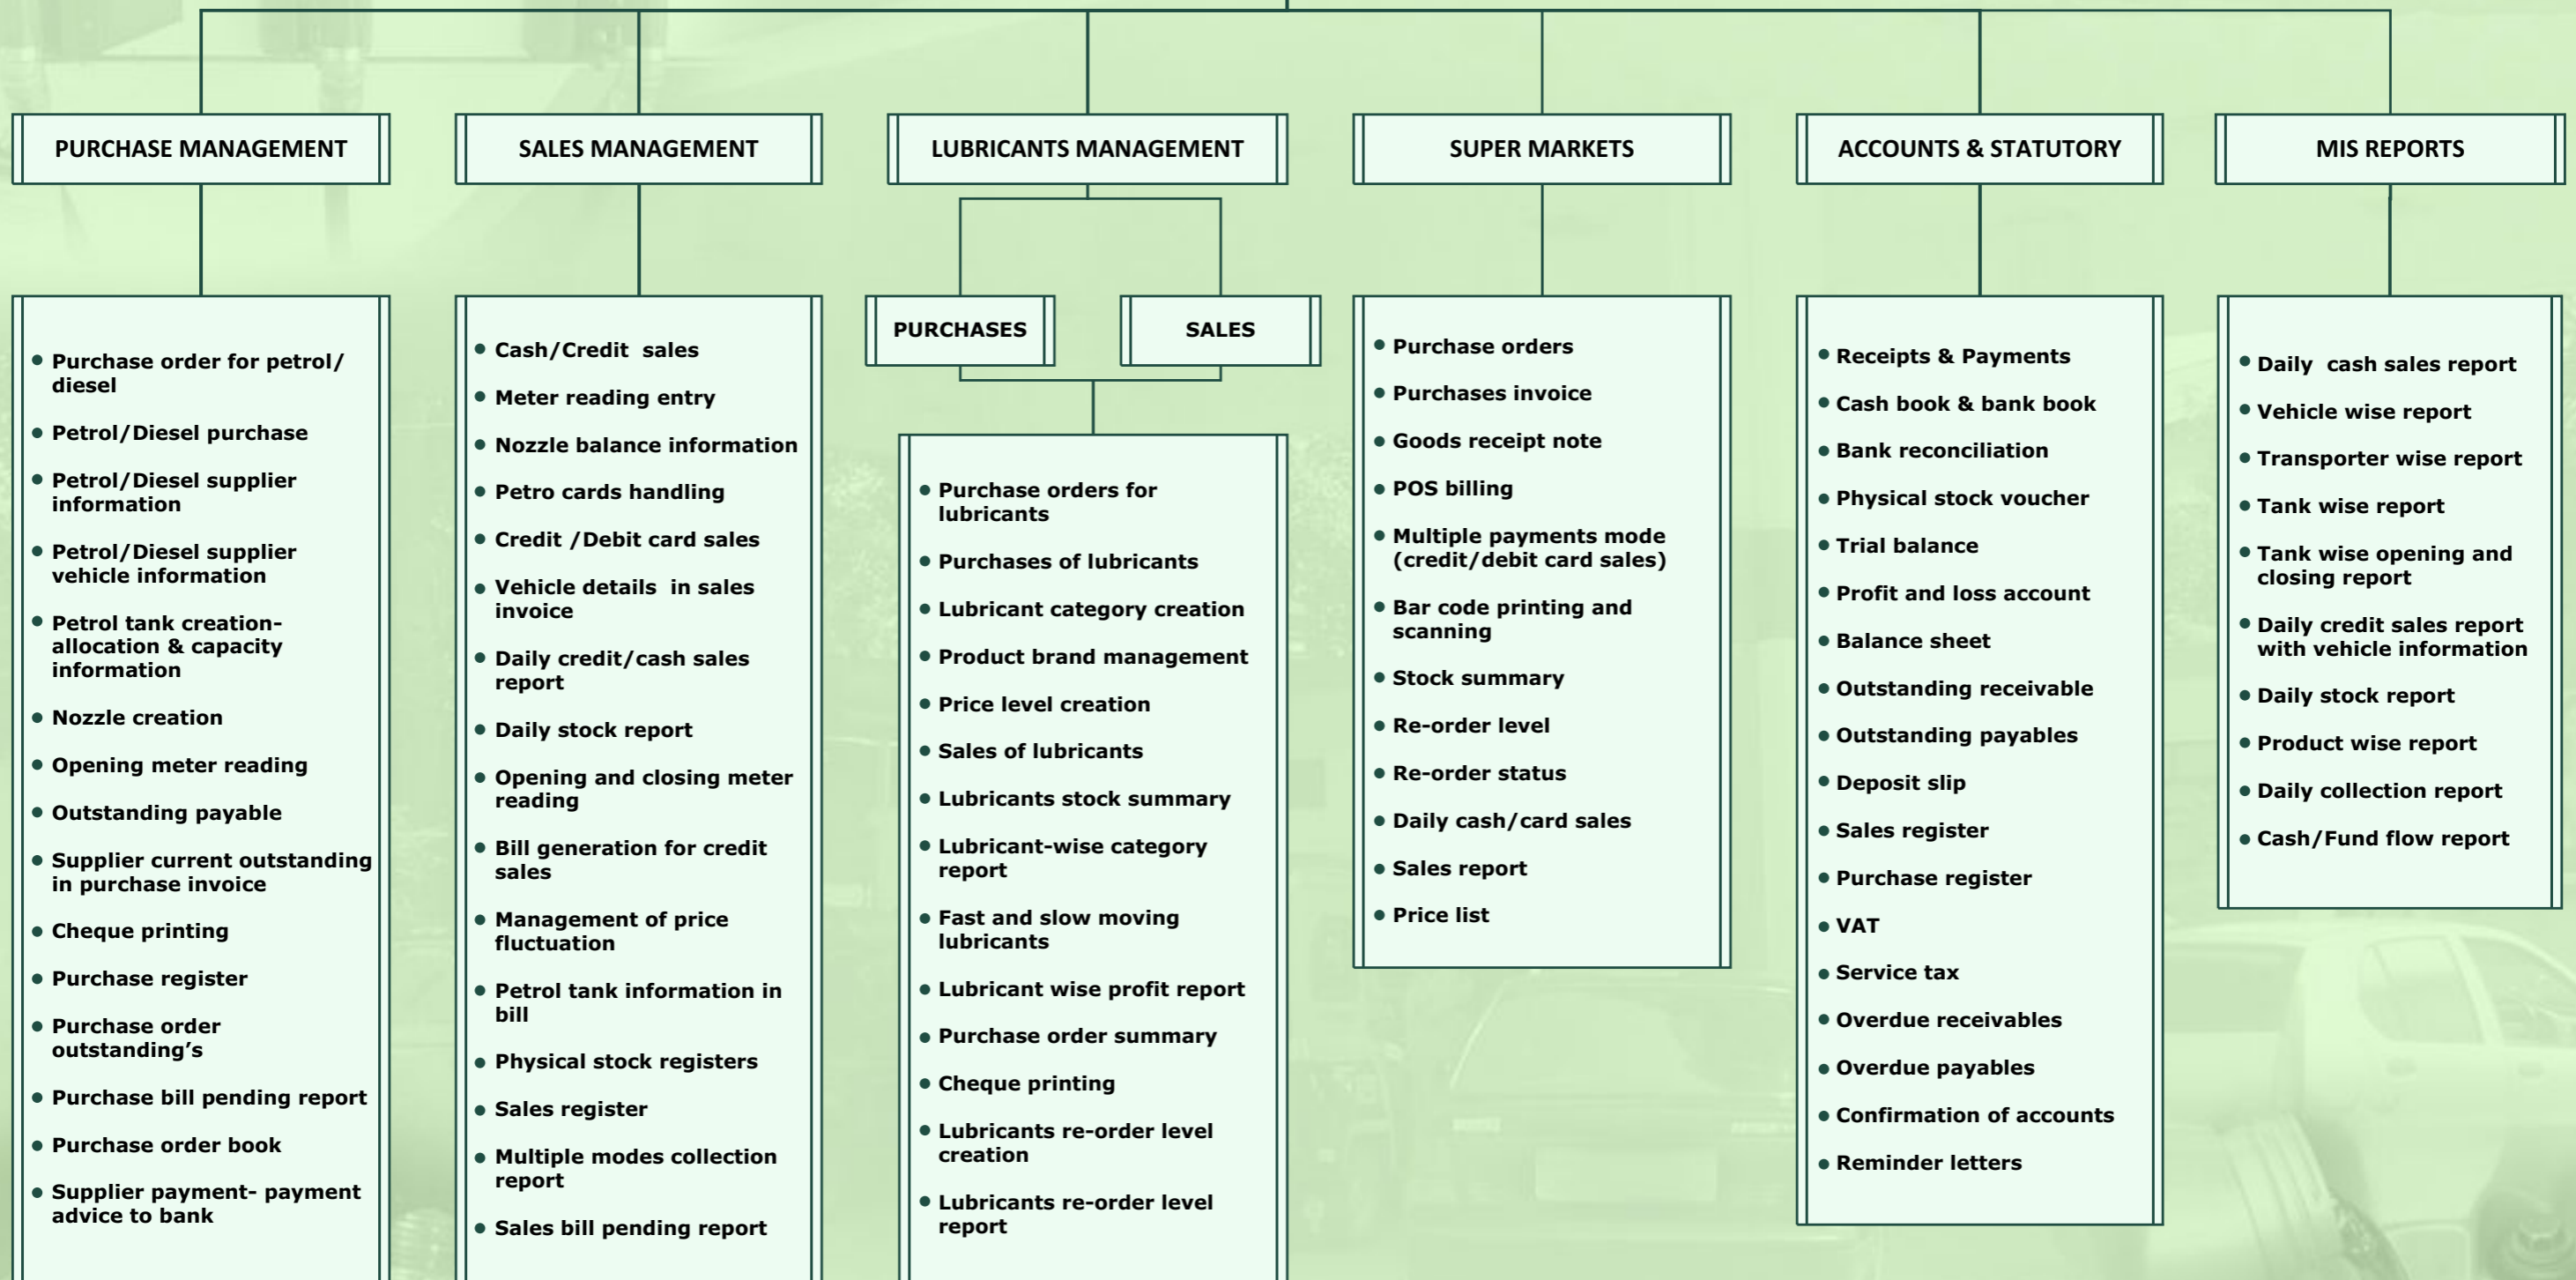 PURCHASE MANAGEMENT
Purchase order for petrol/
diesel
Petrol/Diesel purchase
Petrol/Diesel supplier
information
Petrol/Diesel supplier
vehicle information
Petrol tank creation-
allocation & capacity
information
Nozzle creation
Opening meter reading
Outstanding payable
Supplier current outstanding
in purchase invoice
Cheque printing
Purchase register
Purchase order
outstanding’s
Purchase bill pending report
Purchase order book
Supplier payment- payment
advice to bank
SALES MANAGEMENT
Cash/Credit  sales
Meter reading entry
Nozzle balance information
Petro cards handling
Credit /Debit card sales
Vehicle details  in sales
invoice
Daily credit/cash sales
report
Daily stock report
Opening and closing meter
reading
Bill generation for credit
sales
Management of price
fluctuation
Petrol tank information in
bill
Physical stock registers
Sales register
Multiple modes collection
report
Sales bill pending report
LUBRICANTS MANAGEMENT
PURCHASES
SALES
Purchase orders for
lubricants
Purchases of lubricants
Lubricant category creation
Product brand management
Price level creation
Sales of lubricants
Lubricants stock summary
Lubricant-wise category
report
Fast and slow moving
lubricants
Lubricant wise profit report
Purchase order summary
Cheque printing
Lubricants re-order level
creation
Lubricants re-order level
report
SUPER MARKETS
Purchase orders
Purchases invoice
Goods receipt note
POS billing
Multiple payments mode
(credit/debit card sales)
Bar code printing and
scanning
Stock summary
Re-order level
Re-order status
Daily cash/card sales
Sales report
Price list
ACCOUNTS & STATUTORY
Receipts & Payments
Cash book & bank book
Bank reconciliation
Physical stock voucher
Trial balance
Profit and loss account
Balance sheet
Outstanding receivable
Outstanding payables
Deposit slip
Sales register
Purchase register
VAT
Service tax
Overdue receivables
Overdue payables
Confirmation of accounts
Reminder letters
MIS REPORTS
Daily  cash sales report
Vehicle wise report
Transporter wise report
Tank wise report
Tank wise opening and
closing report
Daily credit sales report
with vehicle information
Daily stock report
Product wise report
Daily collection report
Cash/Fund flow report